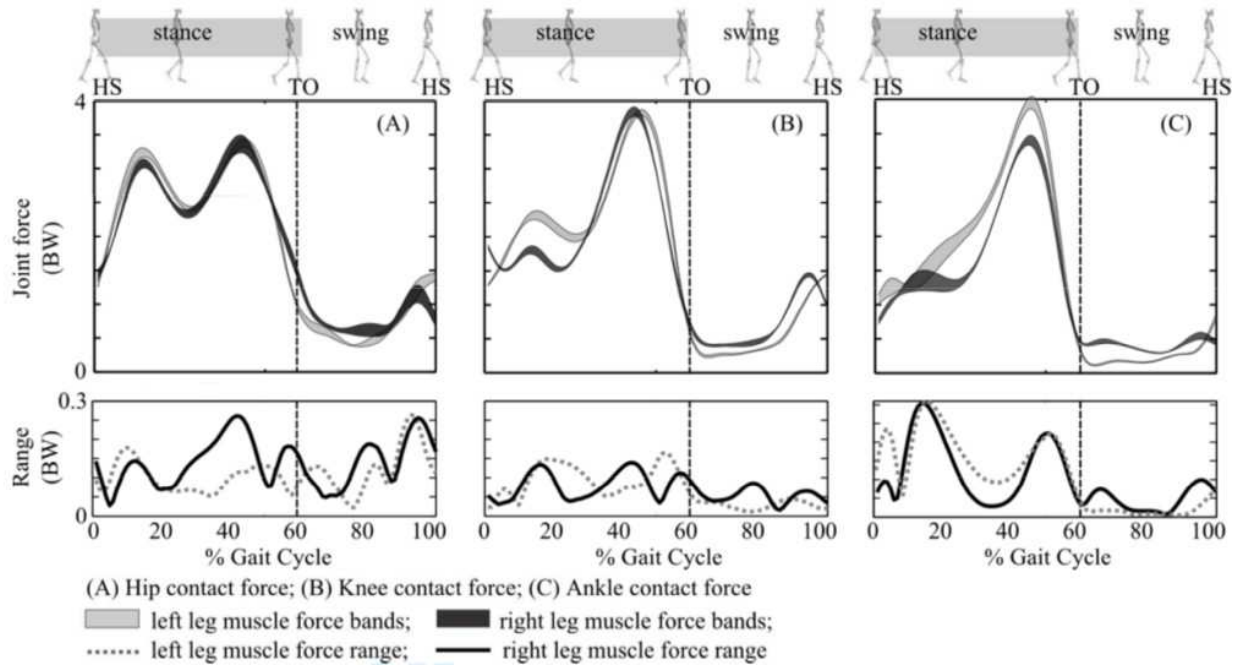 stance swing stance swing stance swing
HS TO HS HS TO HS HS TO HS
4 (A) (B) (C)
Joint force
(BW)
0
0.3
Range
(BW)
0
0 20 40 60 80 100 0 20 40 60 80 100 0 20 40 60 80 100
% Gait Cycle % Gait Cycle % Gait Cycle
(A) Hip contact force; (B) Knee contact force; (C) Ankle contact force
left leg muscle force bands; right leg muscle force bands;
left leg muscle force range; right leg muscle force range